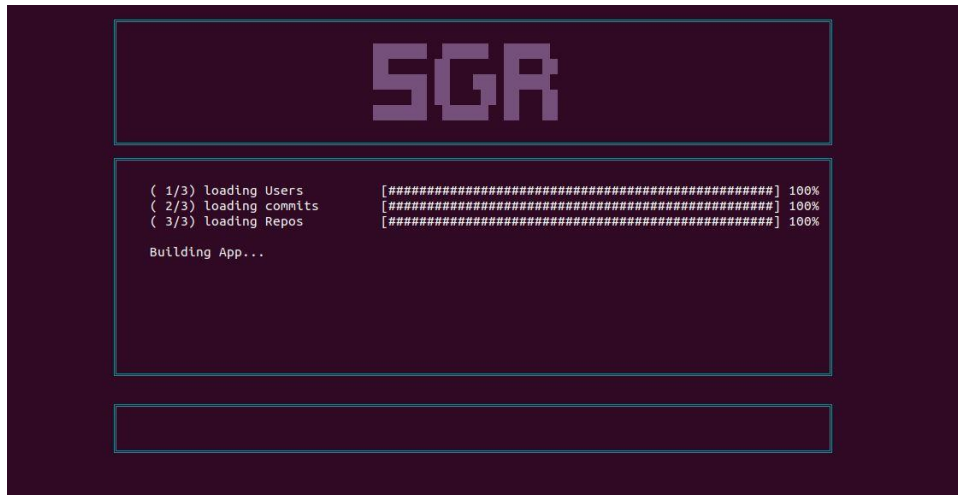 SGR
( 1/3) loading Users [##################################################] 100%
( 2/3) loading commits [##################################################] 100%
( 3/3) loading Repos [##################################################] 100%
Building App...